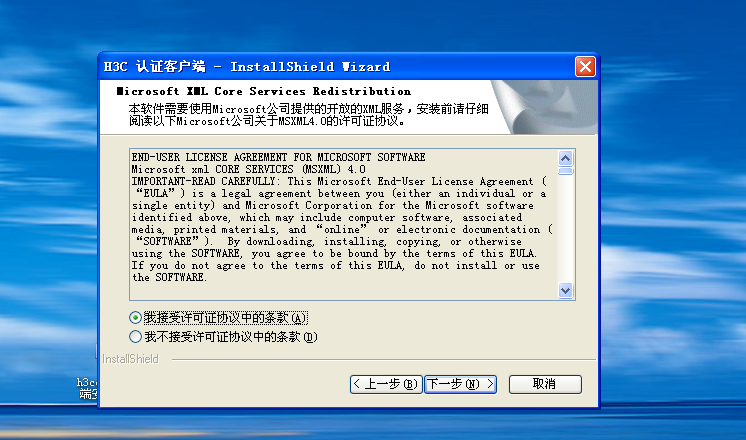 H3C 认证客户端 - InstallShield Wizard
Microsoft XML Core Services Redistribution
本软件需要使用Microsoft公司提供的开放的XML服务，安装前请仔细
阅读以下Microsoft公司关于MSXML4.0的许可证协议。
END-USER LICENSE AGREEMENT FOR MICROSOFT SOFTWARE
Microsoft xml CORE SERVICES (MSXML) 4.0
IMPORTANT-READ CAREFULLY: This Microsoft End-User License Agreement (
“EULA”) is a legal agreement between you (either an individual or a
single entity) and Microsoft Corporation for the Microsoft software
identified above, which may include computer software, associated
media, printed materials, and “online” or electronic documentation (
“SOFTWARE”). By downloading, installing, copying, or otherwise
using the SOFTWARE, you agree to be bound by the terms of this EULA.
If you do not agree to the terms of this EULA, do not install or use
the SOFTWARE.
我接受许可证协议中的条款(A)
我不接受许可证协议中的条款(D)
InstallShield
< 上一步(B) 下一步(N) > 取消
h3c
端